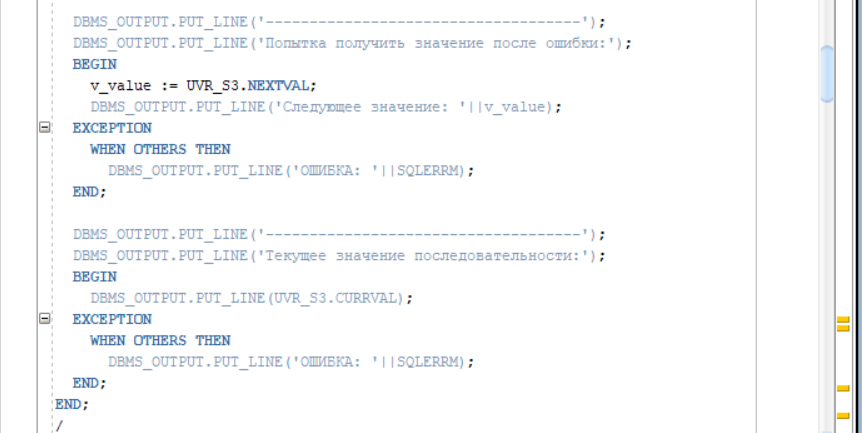 DBMS_OUTPUT.PUT_LINE('------------------------------------');
DBMS_OUTPUT.PUT_LINE('Попытка получить значение после ошибки:');
BEGIN
v_value := UVR_S3.NEXTVAL;
DBMS_OUTPUT.PUT_LINE('Следующее значение: '||v_value);
EXCEPTION
WHEN OTHERS THEN
DBMS_OUTPUT.PUT_LINE('ОШИБКА: '||SQLERRM);
END;
DBMS_OUTPUT.PUT_LINE('------------------------------------');
DBMS_OUTPUT.PUT_LINE('Текущее значение последовательности:');
BEGIN
DBMS_OUTPUT.PUT_LINE(UVR_S3.CURRVAL);
EXCEPTION
WHEN OTHERS THEN
DBMS_OUTPUT.PUT_LINE('ОШИБКА: '||SQLERRM);
END;
END;
/